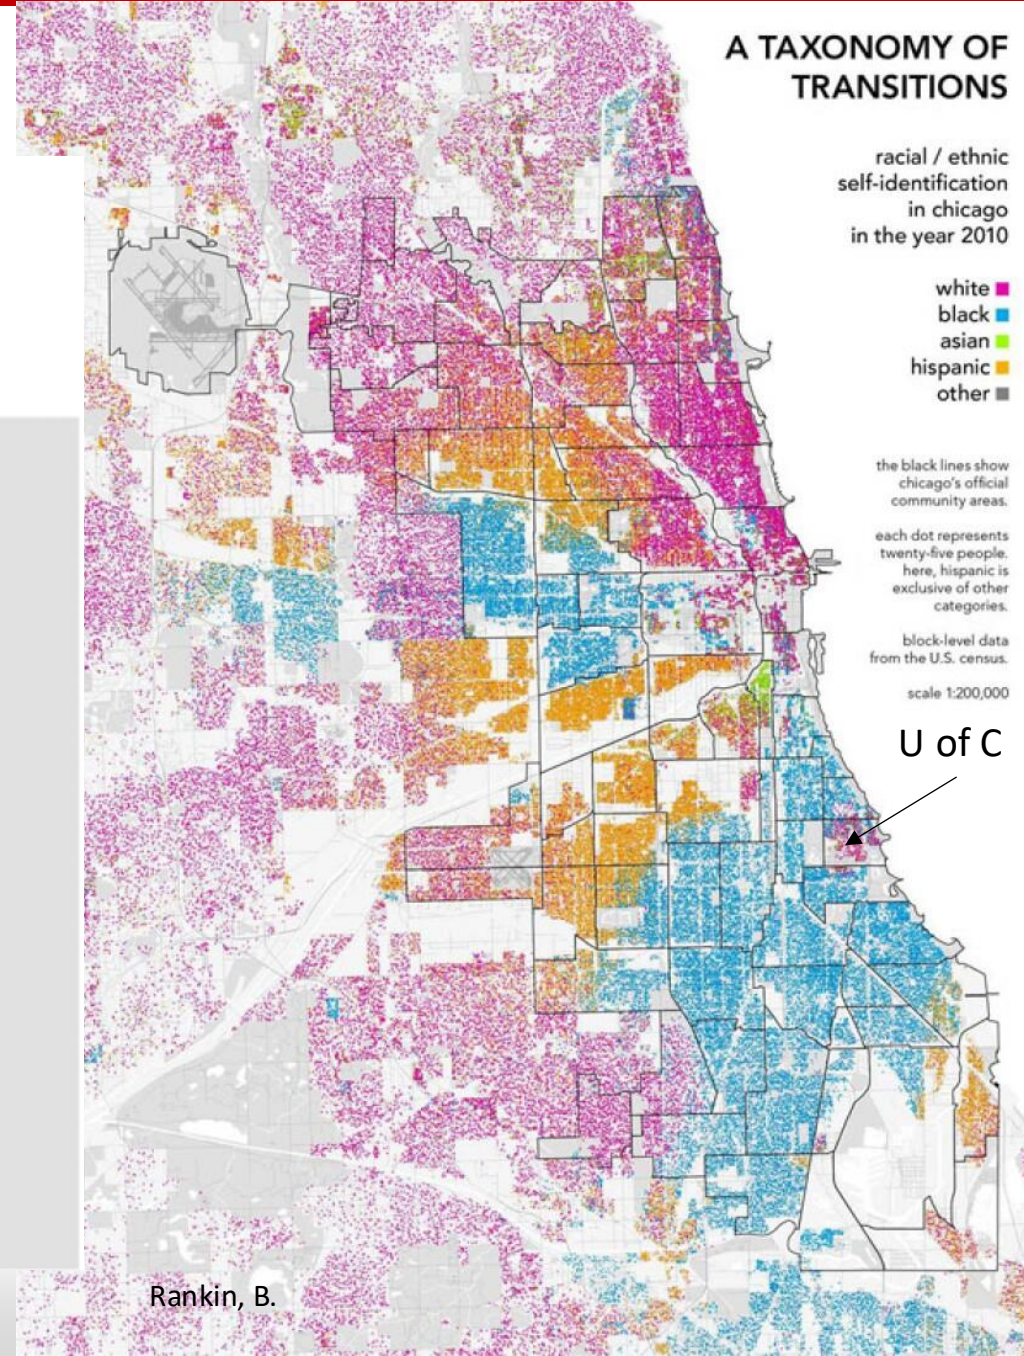 A TAXONOMY OF
TRANSITIONS
racial / ethnic
self-identification
in chicago
in the year 2010
white
black
asian
hispanic
other
the black lines show
chicago's official
community areas.
each dot represents
twenty-five people.
here, hispanic is
exclusive of other
categories.
block-level data
from the U.S. census.
scale 1:200,000
U of C
Rankin, B.